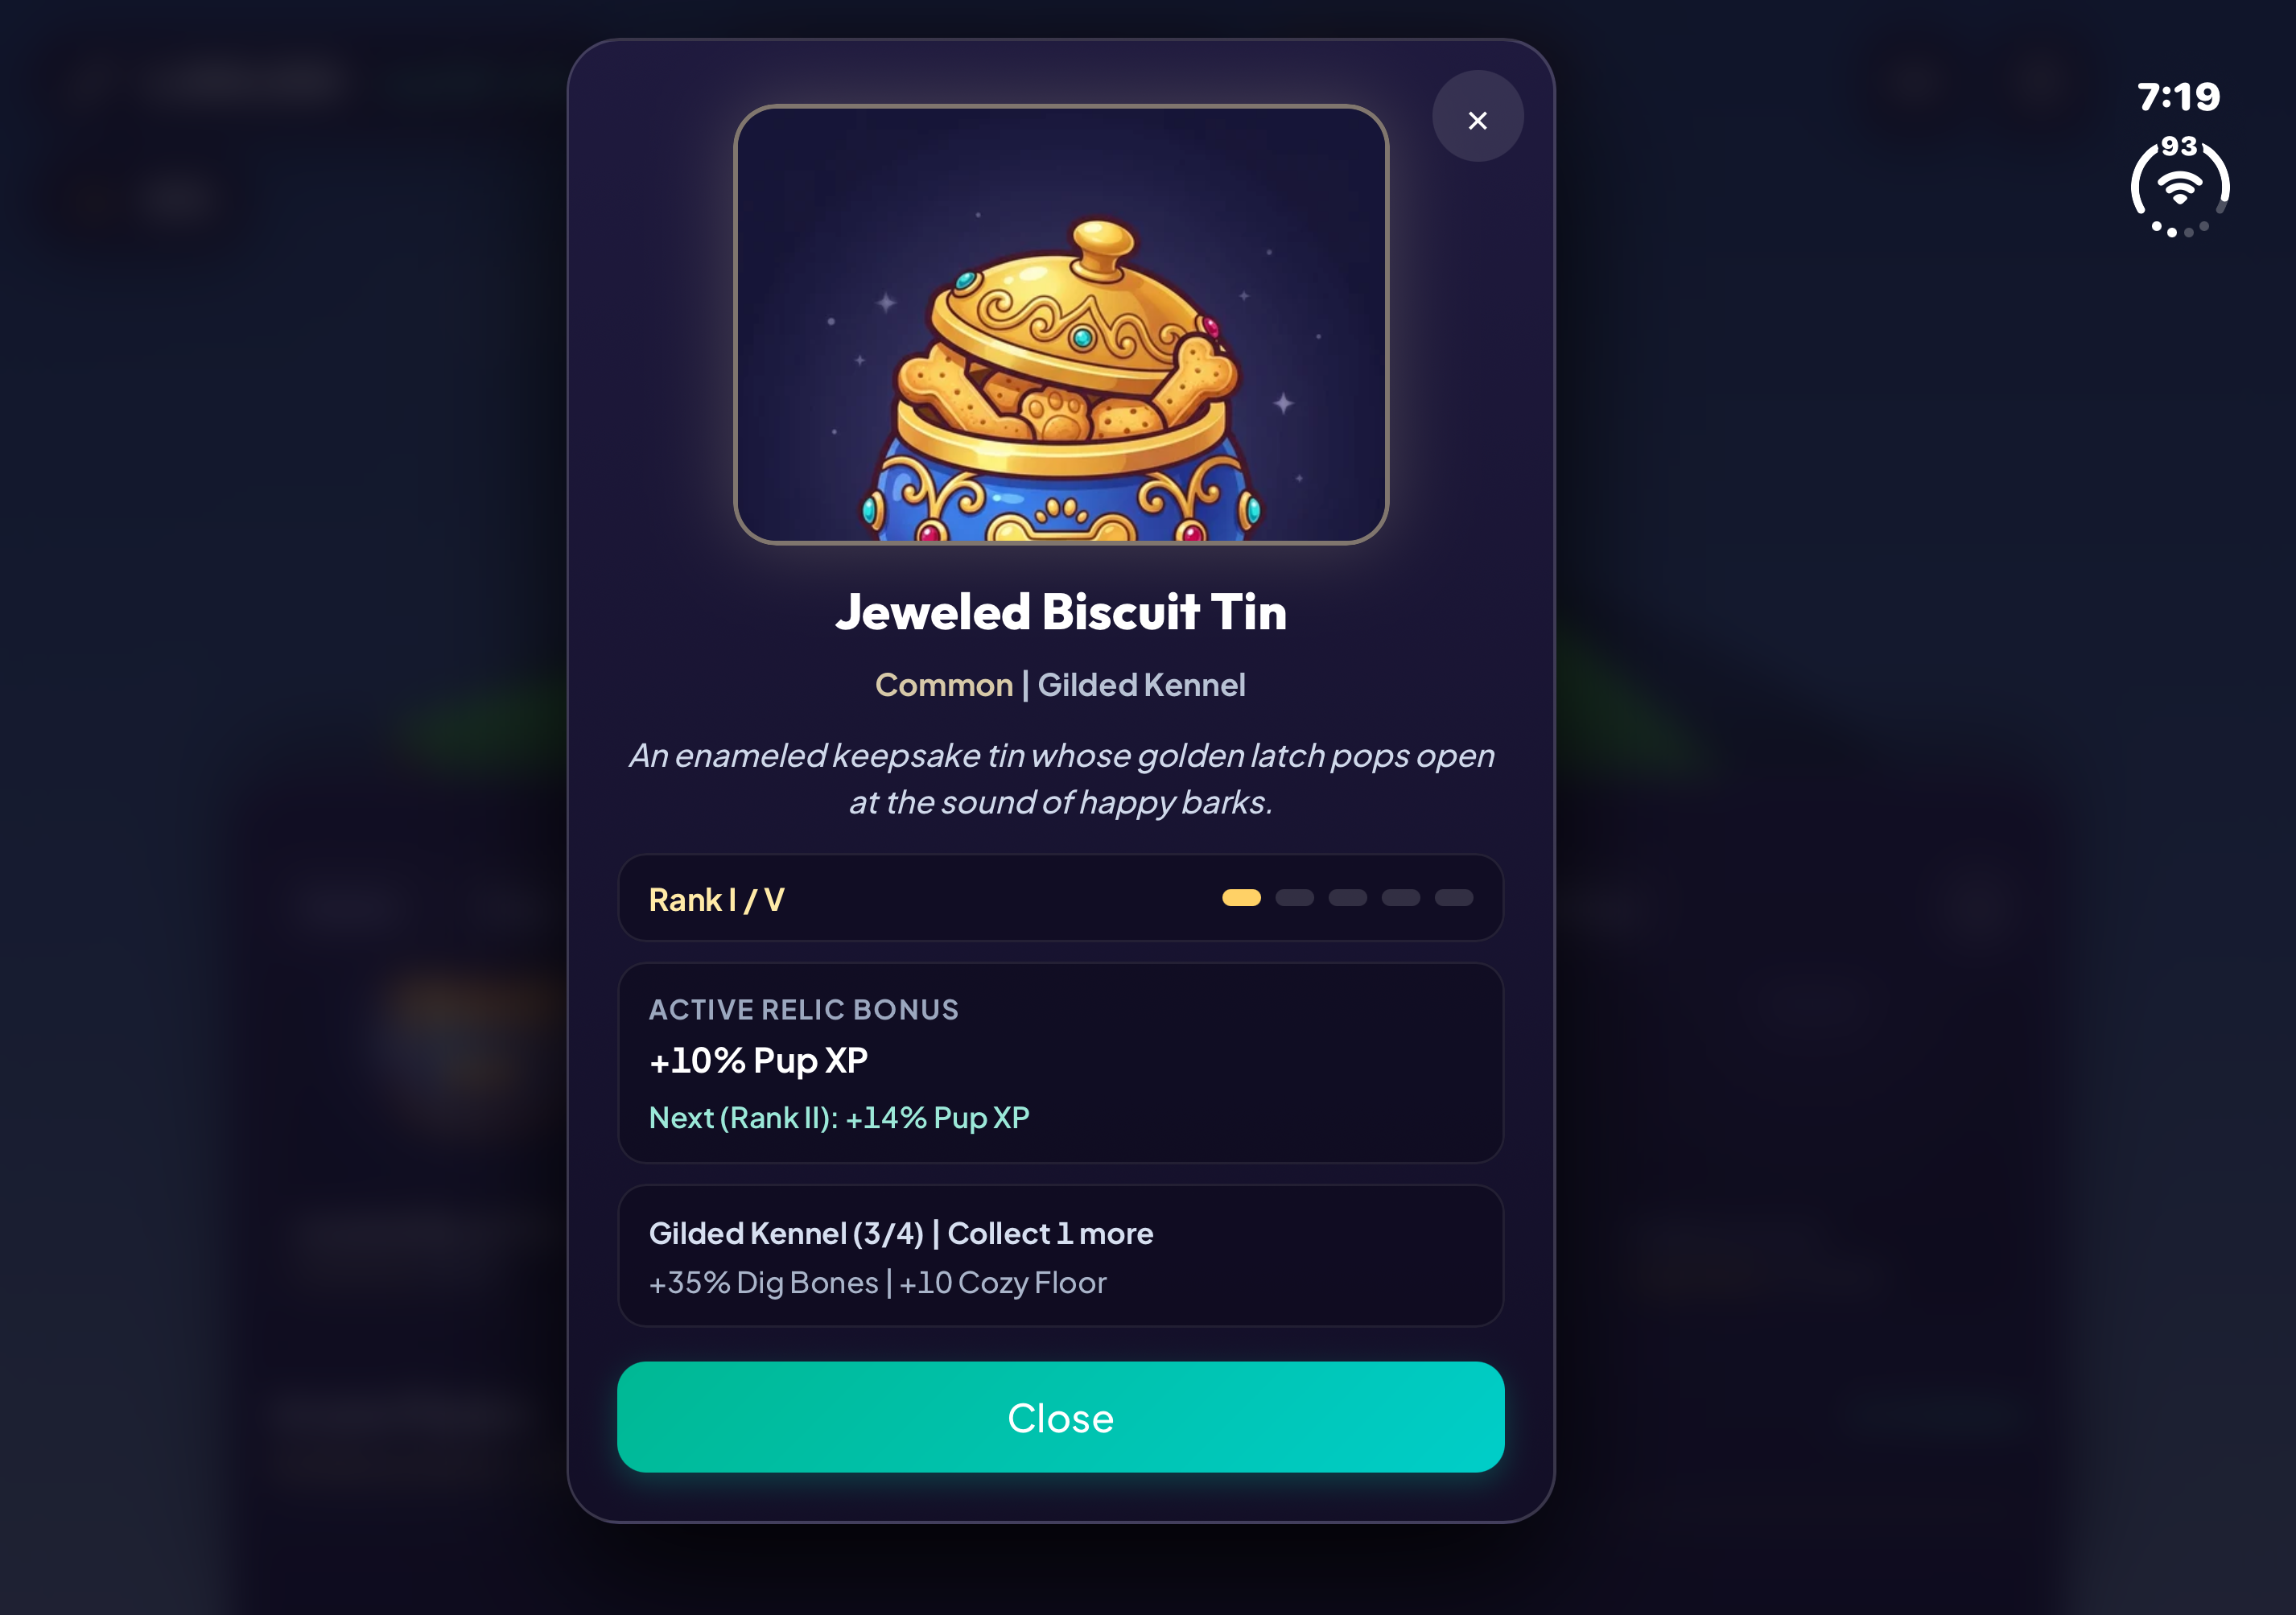 7:19
93
×
Jeweled Biscuit Tin
Common | Gilded Kennel
An enameled keepsake tin whose golden latch pops open
at the sound of happy barks.
Rank I / V
ACTIVE RELIC BONUS
+10% Pup XP
Next (Rank II): +14% Pup XP
Gilded Kennel (3/4) | Collect 1 more
+35% Dig Bones | +10 Cozy Floor
Close